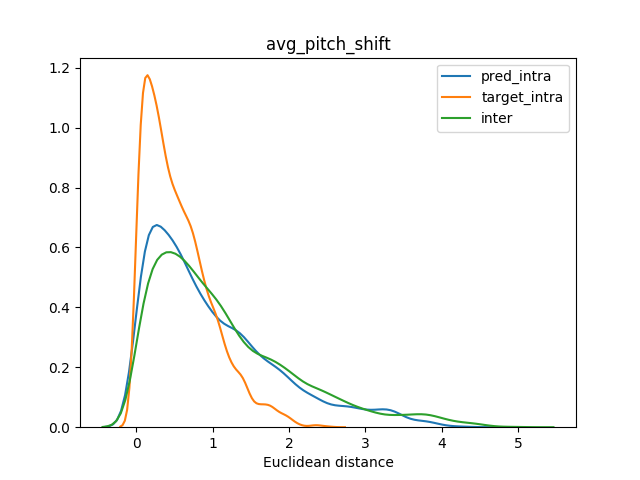 avg_pitch_shift
pred_intra
target_intra
inter
1.2
1.0
0.8
0.6
0.4
0.2
0.0
0 1 2 3 4 5
Euclidean distance